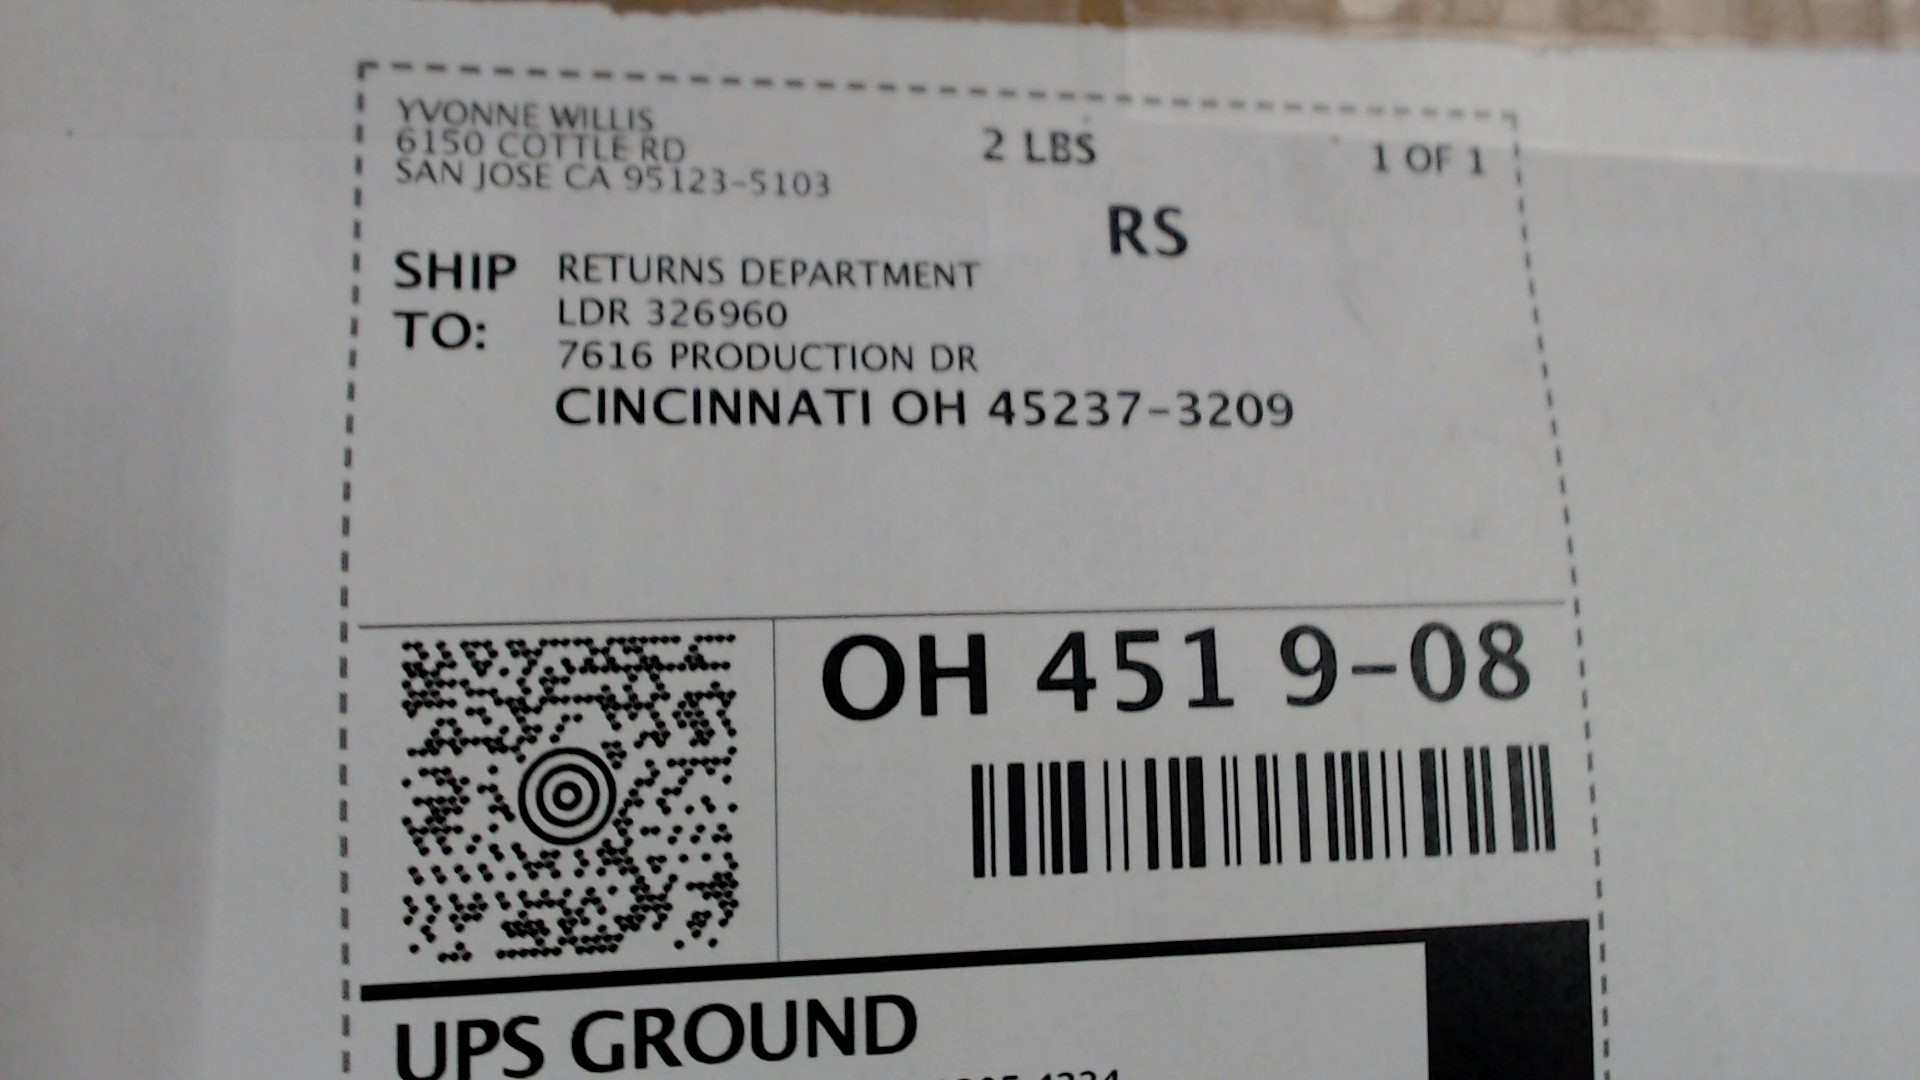 YVONNE WILLIS
6150 COTTLE RD
SAN JOSE CA 95123-5103
2 LBS
1 OF 1
RS
SHIP TO:
RETURNS DEPARTMENT
LDR 326960
7616 PRODUCTION DR
CINCINNATI OH 45237-3209
OH 451 9-08
UPS GROUND